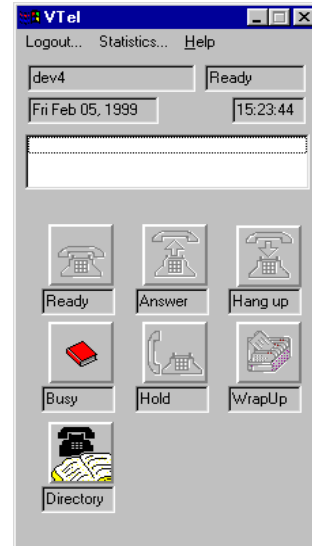 VTel
Logout... Statistics... Help
dev4 Ready
Fri Feb 05, 1999 15:23:44
Ready Answer Hang up
Busy Hold WrapUp
Directory